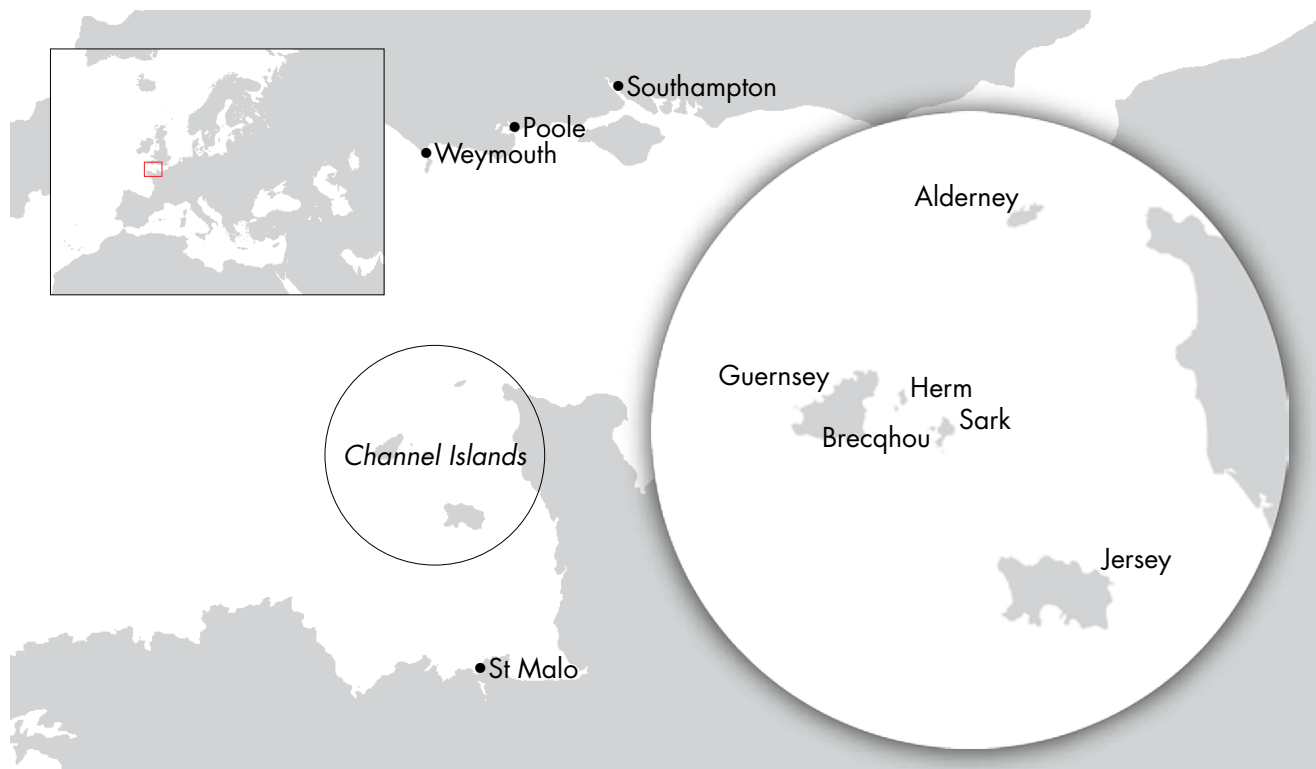 Southampton
Poole
Weymouth
Alderney
Guernsey
Herm
Sark
Brecqhou
Channel Islands
Jersey
St Malo